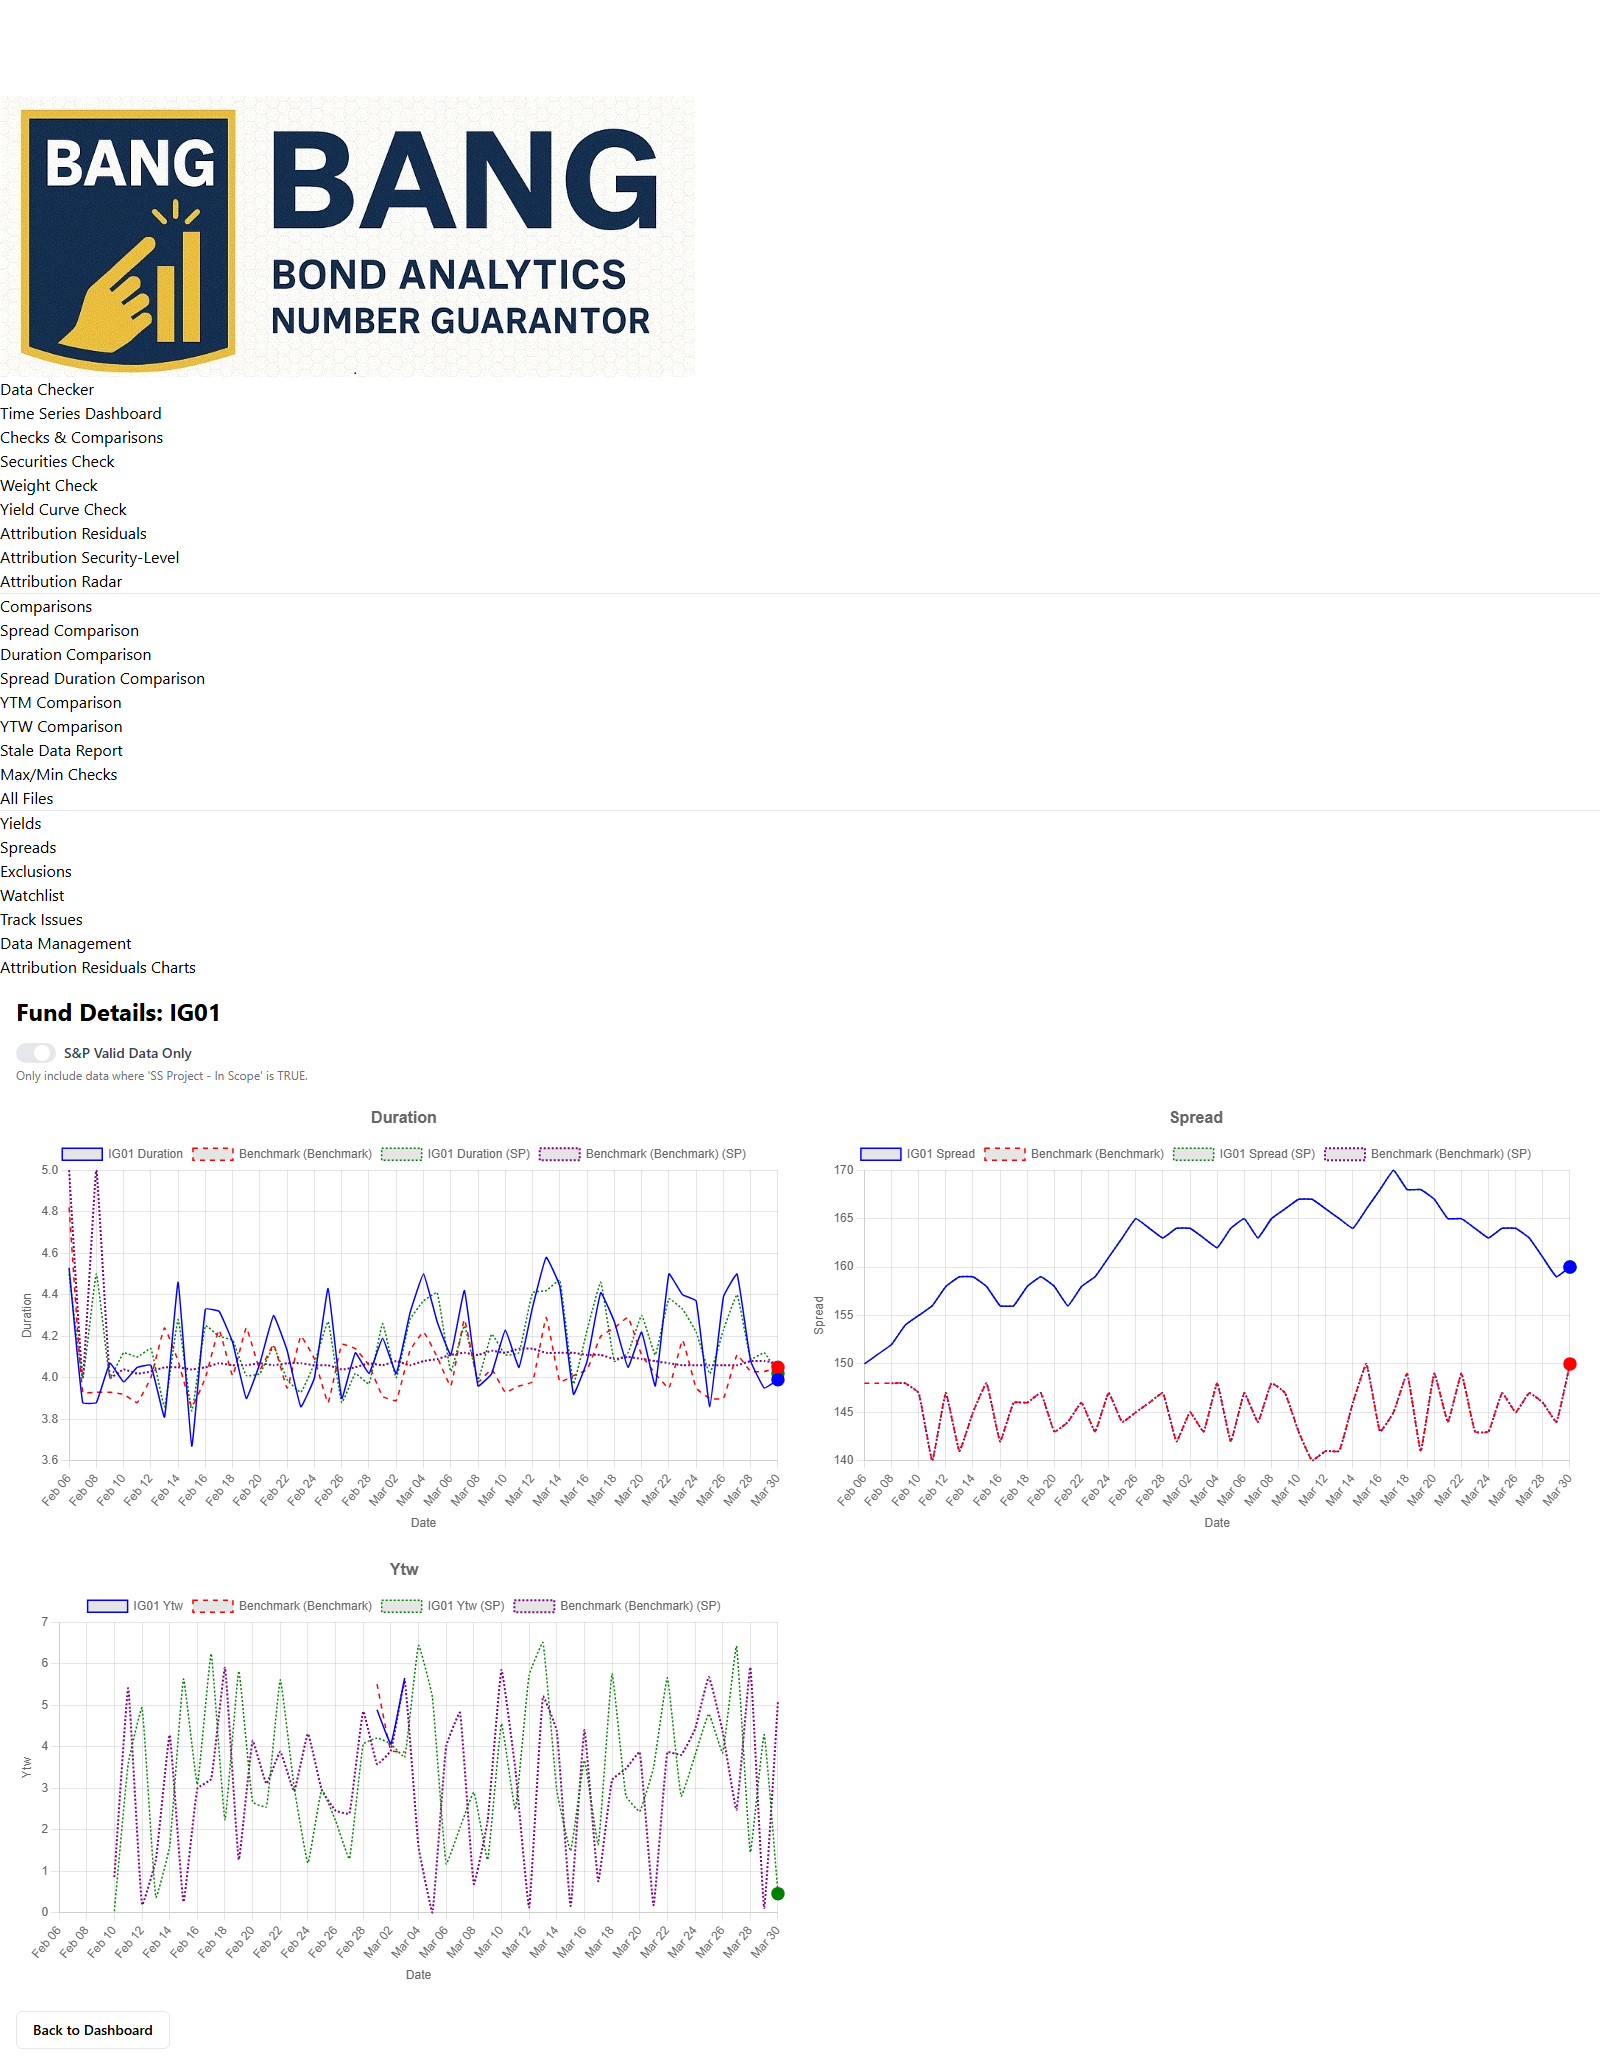 BANG
BANG
BOND ANALYTICS
NUMBER GUARANTOR
Data Checker
Time Series Dashboard
Checks & Comparisons
Securities Check
Weight Check
Yield Curve Check
Attribution Residuals
Attribution Security-Level
Attribution Radar
Comparisons
Spread Comparison
Duration Comparison
Spread Duration Comparison
YTM Comparison
YTW Comparison
Stale Data Report
Max/Min Checks
All Files
Yields
Spreads
Exclusions
Watchlist
Track Issues
Data Management
Attribution Residuals Charts
Fund Details: IG01
S&P Valid Data Only
Only include data where 'SS Project - In Scope' is TRUE.
Duration
IG01 Duration Benchmark (Benchmark) IG01 Duration (SP) Benchmark (Benchmark) (SP)
5.0
4.8
4.6
4.4
4.2
4.0
3.8
3.6
Duration
Feb 06 Feb 08 Feb 10 Feb 12 Feb 14 Feb 16 Feb 18 Feb 20 Feb 22 Feb 24 Feb 26 Feb 28 Mar 02 Mar 04 Mar 06 Mar 08 Mar 10 Mar 12 Mar 14 Mar 16 Mar 18 Mar 20 Mar 22 Mar 24 Mar 26 Mar 28 Mar 30
Date
Spread
IG01 Spread Benchmark (Benchmark) IG01 Spread (SP) Benchmark (Benchmark) (SP)
170
165
160
155
150
145
140
Spread
Feb 06 Feb 08 Feb 10 Feb 12 Feb 14 Feb 16 Feb 18 Feb 20 Feb 22 Feb 24 Feb 26 Feb 28 Mar 02 Mar 04 Mar 06 Mar 08 Mar 10 Mar 12 Mar 14 Mar 16 Mar 18 Mar 20 Mar 22 Mar 24 Mar 26 Mar 28 Mar 30
Date
Ytw
IG01 Ytw Benchmark (Benchmark) IG01 Ytw (SP) Benchmark (Benchmark) (SP)
7
6
5
4
3
2
1
0
Ytw
Feb 06 Feb 08 Feb 10 Feb 12 Feb 14 Feb 16 Feb 18 Feb 20 Feb 22 Feb 24 Feb 26 Feb 28 Mar 02 Mar 04 Mar 06 Mar 08 Mar 10 Mar 12 Mar 14 Mar 16 Mar 18 Mar 20 Mar 22 Mar 24 Mar 26 Mar 28 Mar 30
Date
Back to Dashboard